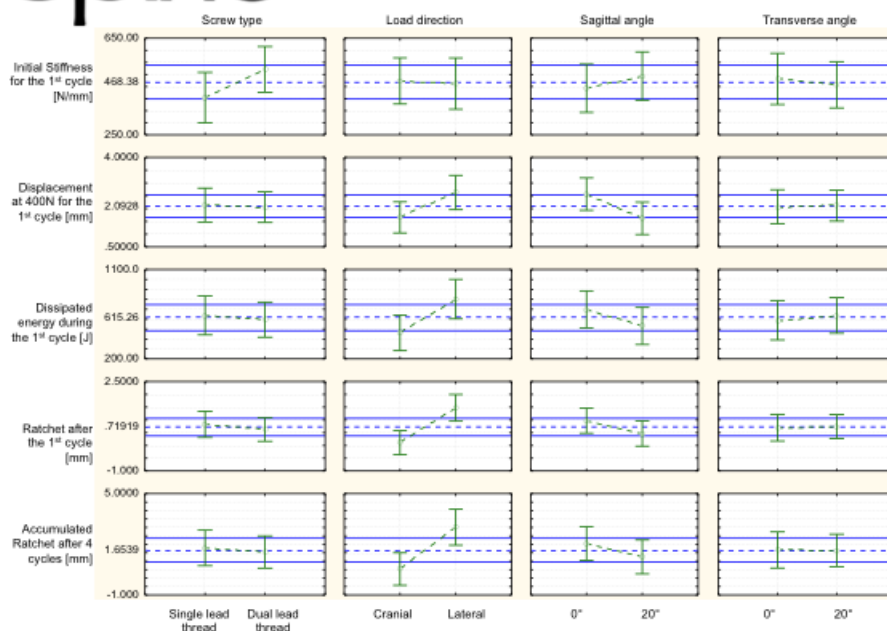 Screw type Load direction Sagittal angle Transverse angle
650.00
Initial Stiffness
for the 1st cycle 468.38
[N/mm]
250.00
4.0000
Displacement
at 400N for the 2.0928
1st cycle [mm]
.50000
1100.0
Dissipated
energy during 615.26
the 1st cycle [J]
200.00
2.5000
Ratchet after .71919
the 1st cycle
[mm]
-1.000
5.0000
Accumulated
Ratchet after 4 1.6539
cycles [mm]
-1.000
Single lead Dual lead Cranial Lateral 0° 20° 0° 20°
thread thread